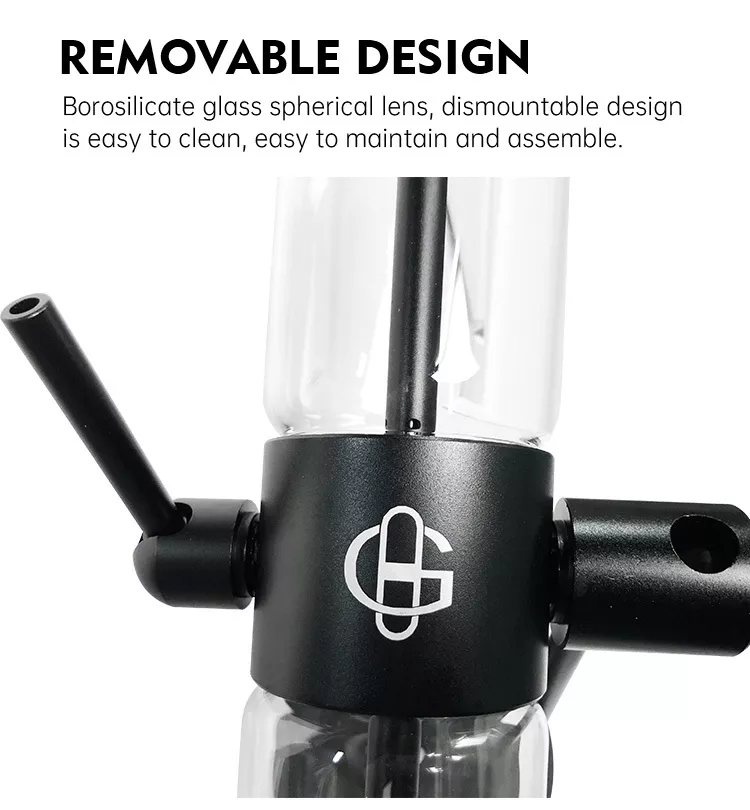 REMOVABLE DESIGN
Borosilicate glass spherical lens, dismountable design
is easy to clean, easy to maintain and assemble.